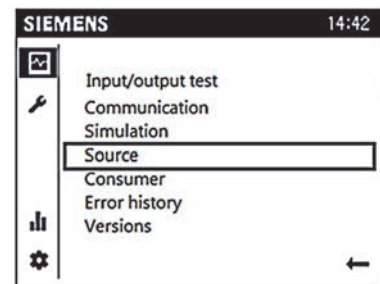 SIEMENS 14:42
Input/output test
Communication
Simulation
Source
Consumer
Error history
Versions